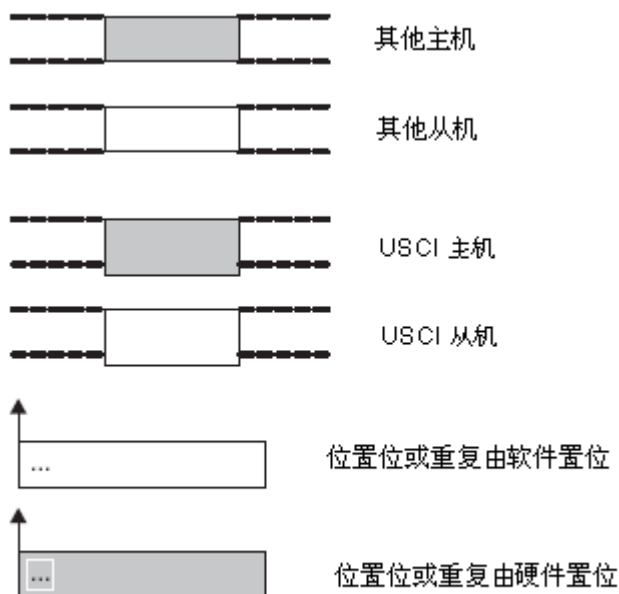 其他主机
其他从机
USCI 主机
USCI 从机
... 位置位或重复由软件置位
... 位置位或重复由硬件置位